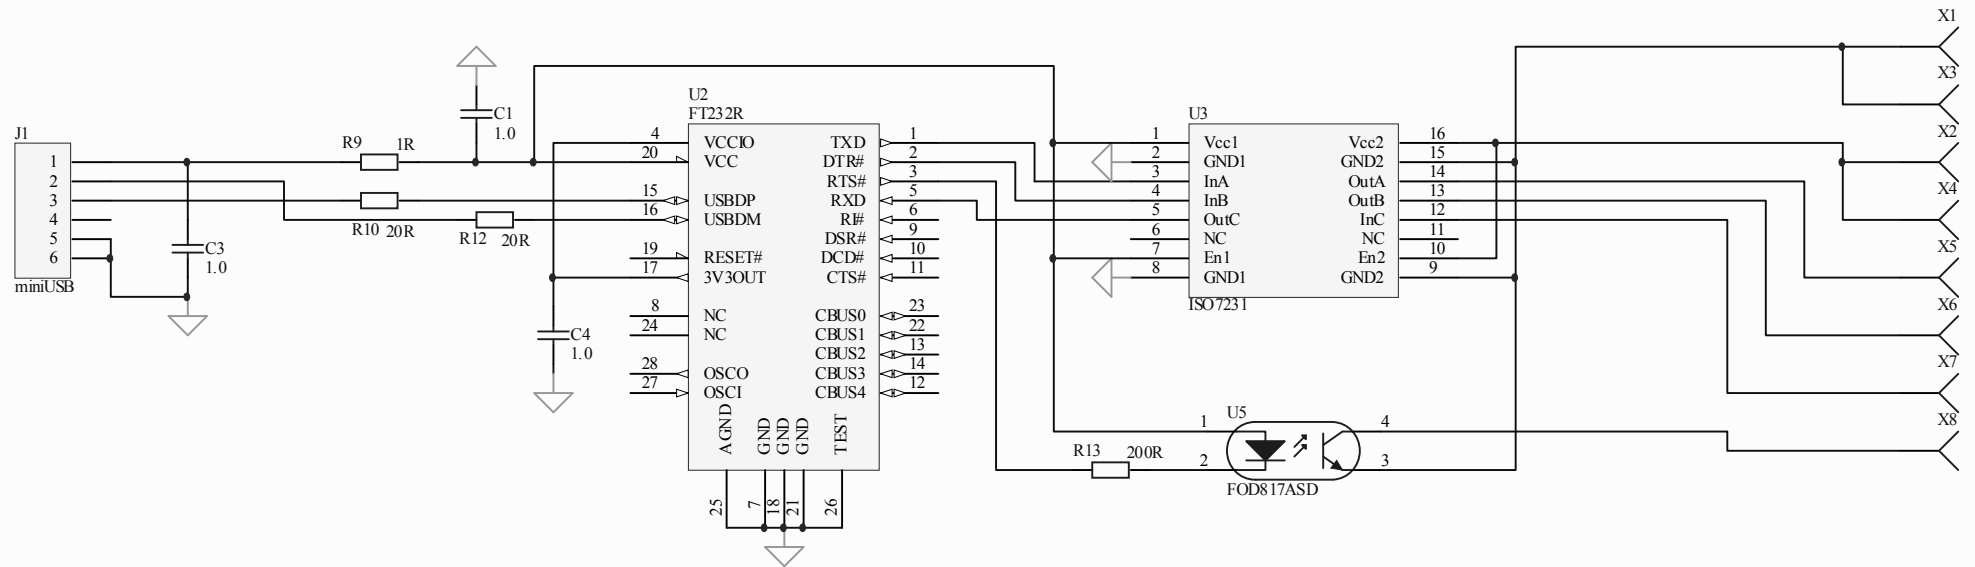 J1
1
2
3
4
5
6
miniUSB
C3
1.0
R9 1R
R10 20R
R12 20R
C1
1.0
C4
1.0
U2
FT232R
4 VCCIO
20 VCC
15 USBDP
16 USBDM
19 RESET#
17 3V3OUT
8 NC
24 NC
28 OSCO
27 OSCI
TXD 1
DTR# 2
RTS# 3
RXD 5
RI# 6
DSR# 9
DCD# 10
CTS# 11
CBUS0 23
CBUS1 22
CBUS2 13
CBUS3 14
CBUS4 12
AGND 25
GND 7
GND 18
GND 21
TEST 26
U3
1 Vcc1
2 GND1
3 InA
4 InB
5 OutC
6 NC
7 En1
8 GND1
Vcc2 16
GND2 15
OutA 14
OutB 13
InC 12
NC 11
En2 10
GND2 9
ISO7231
R13 200R
U5
1
2
4
3
FOD817ASD
X1
X3
X2
X4
X5
X6
X7
X8